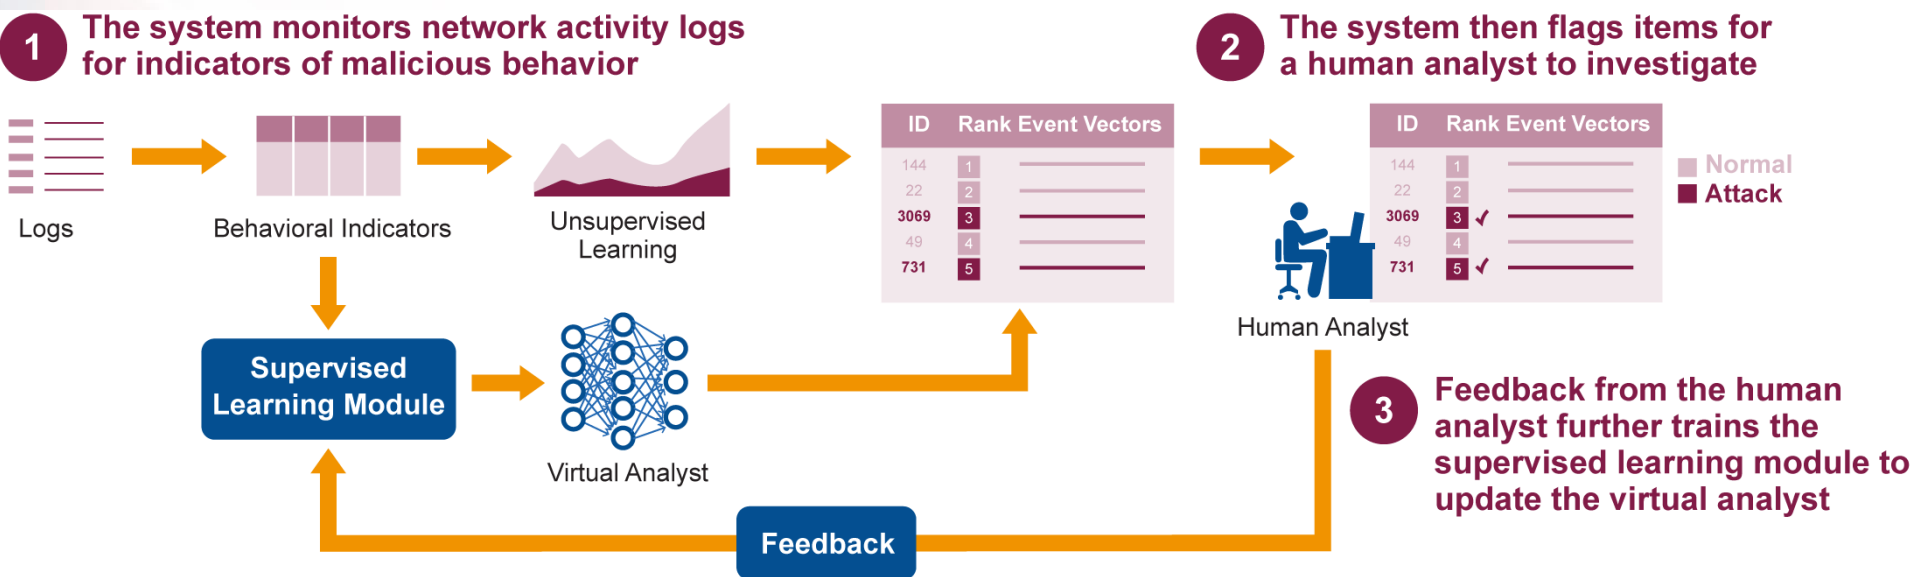 1
The system monitors network activity logs
for indicators of malicious behavior
2
The system then flags items for
a human analyst to investigate
Logs
Behavioral Indicators
Unsupervised
Learning
ID Rank Event Vectors
144 1
22 2
3069 3
49 4
731 5
ID Rank Event Vectors
144 1
22 2
3069 3 ✓
49 4
731 5 ✓
Normal
Attack
Human Analyst
Supervised
Learning Module
Virtual Analyst
3
Feedback from the human
analyst further trains the
supervised learning module to
update the virtual analyst
Feedback